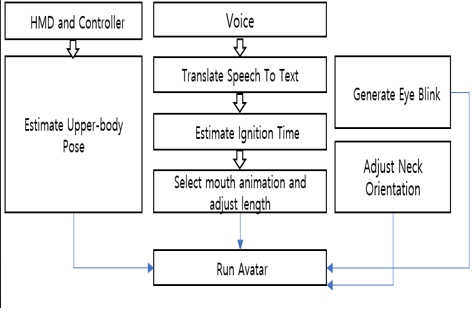 HMD and Controller
Voice
Translate Speech To Text
Generate Eye Blink
Estimate Upper-body
Pose
Estimate Ignition Time
Adjust Neck
Orientation
Select mouth animation and
adjust length
Run Avatar